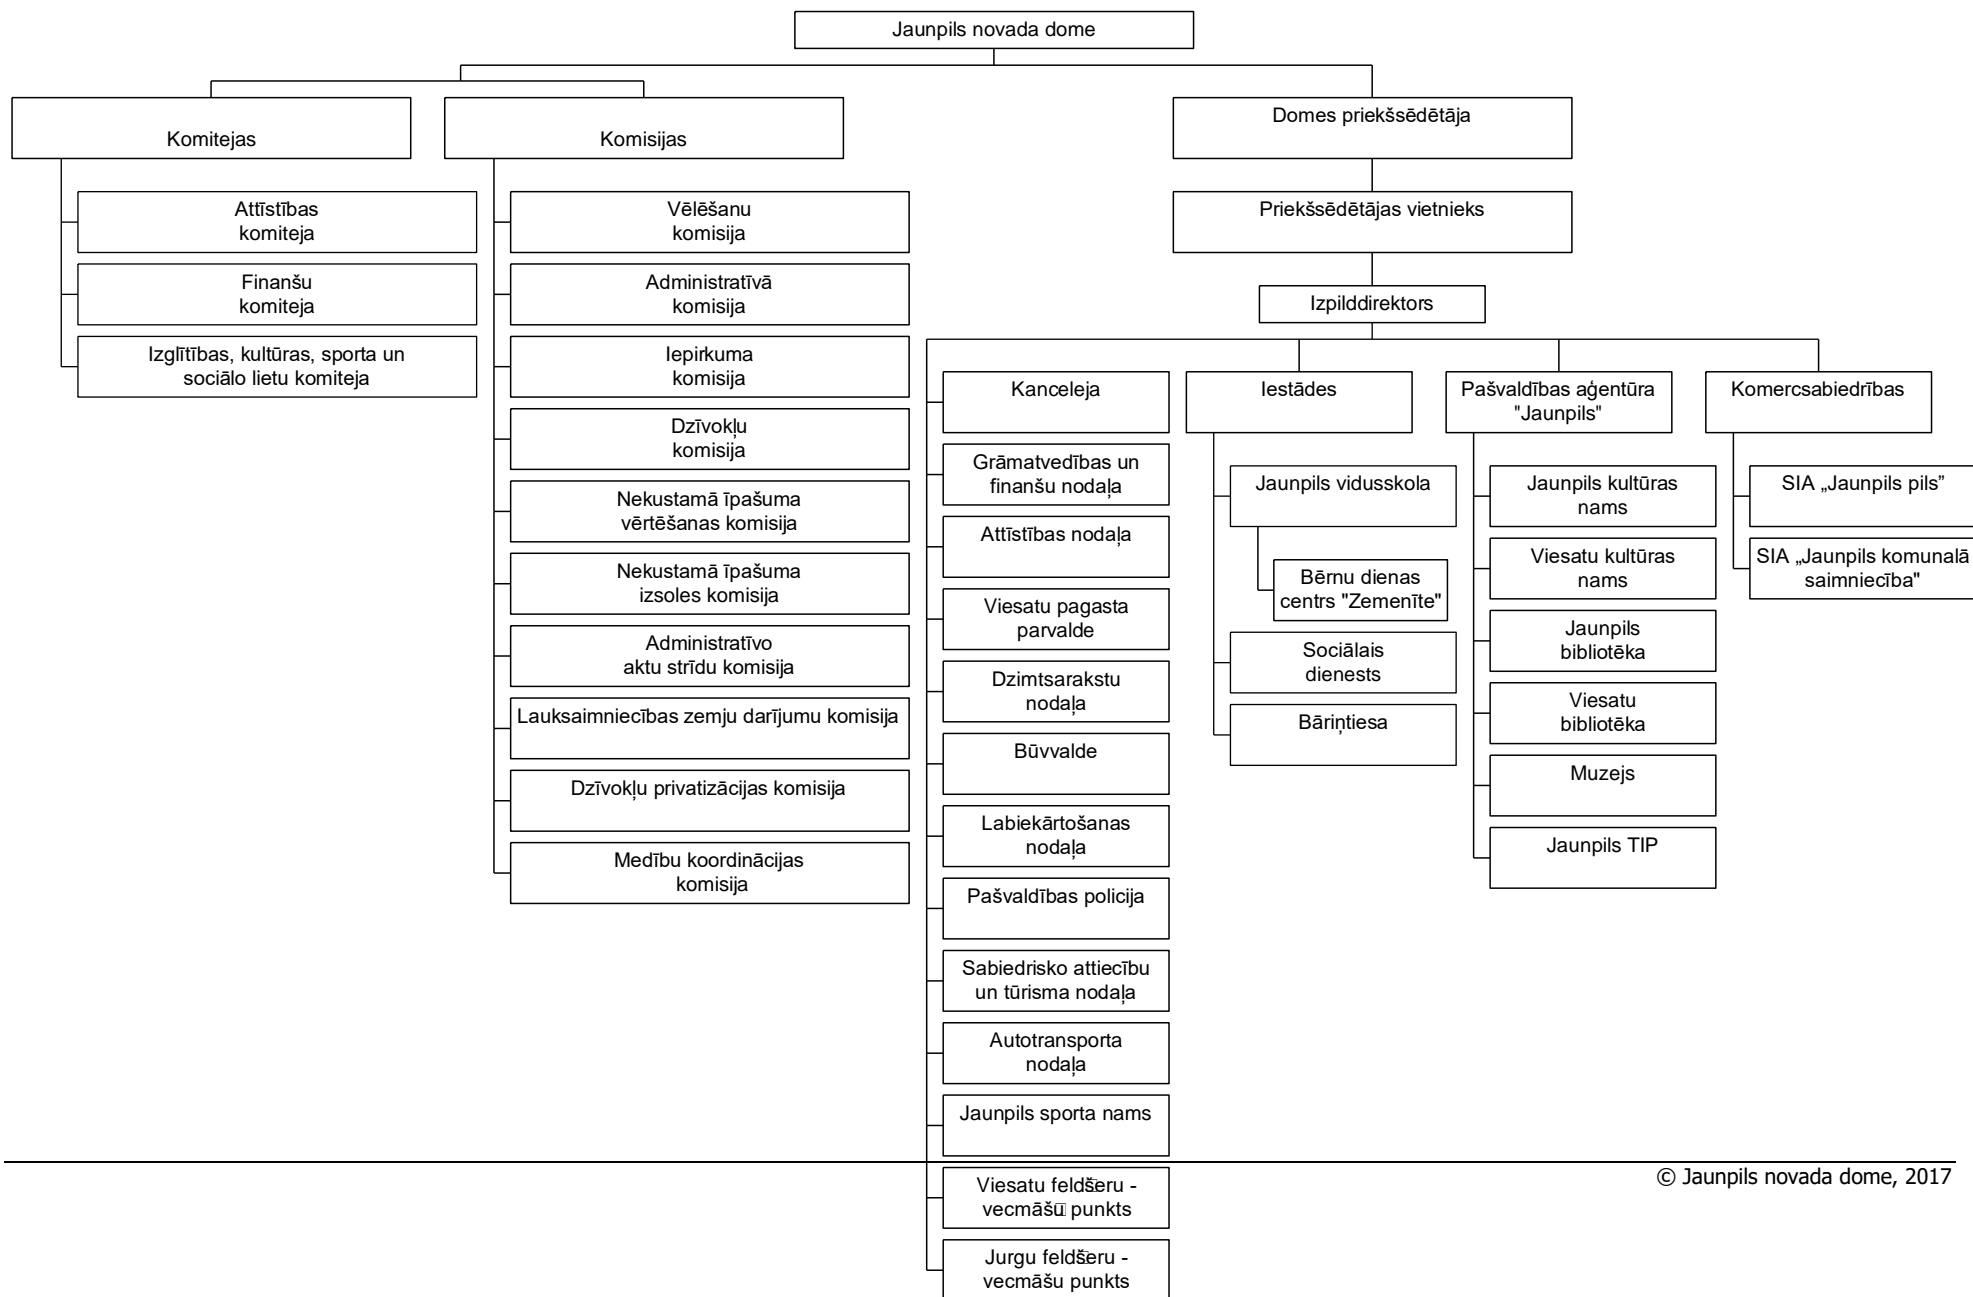 Jaunpils novada dome
Komitejas
Komisijas
Domes priekšsēdētāja
Attīstības
komiteja
Finanšu
komiteja
Izglītības, kultūras, sporta un
sociālo lietu komiteja
Vēlēšanu
komisija
Administratīvā
komisija
Iepirkuma
komisija
Dzīvokļu
komisija
Nekustamā īpašuma
vērtēšanas komisija
Nekustamā īpašuma
izsoles komisija
Administratīvo
aktu strīdu komisija
Lauksaimniecības zemju darījumu komisija
Dzīvokļu privatizācijas komisija
Medību koordinācijas
komisija
Priekšsēdētājas vietnieks
Izpilddirektors
Kanceleja
Grāmatvedības un
finanšu nodaļa
Attīstības nodaļa
Viesatu pagasta
parvalde
Dzimtsarakstu
nodaļa
Būvvalde
Labiekārtošanas
nodaļa
Pašvaldības policija
Sabiedrisko attiecību
un tūrisma nodaļa
Autotransporta
nodaļa
Jaunpils sporta nams
Viesatu feldšeru -
vecmāšu punkts
Jurgu feldšeru -
vecmāšu punkts
Iestādes
Jaunpils vidusskola
Bērnu dienas
centrs "Zemenīte"
Sociālais
dienests
Bāriņtiesa
Pašvaldības aģentūra
"Jaunpils"
Jaunpils kultūras
nams
Viesatu kultūras
nams
Jaunpils
bibliotēka
Viesatu
bibliotēka
Muzejs
Jaunpils TIP
Komercsabiedrības
SIA „Jaunpils pils”
SIA „Jaunpils komunalā
saimniecība"
© Jaunpils novada dome, 2017